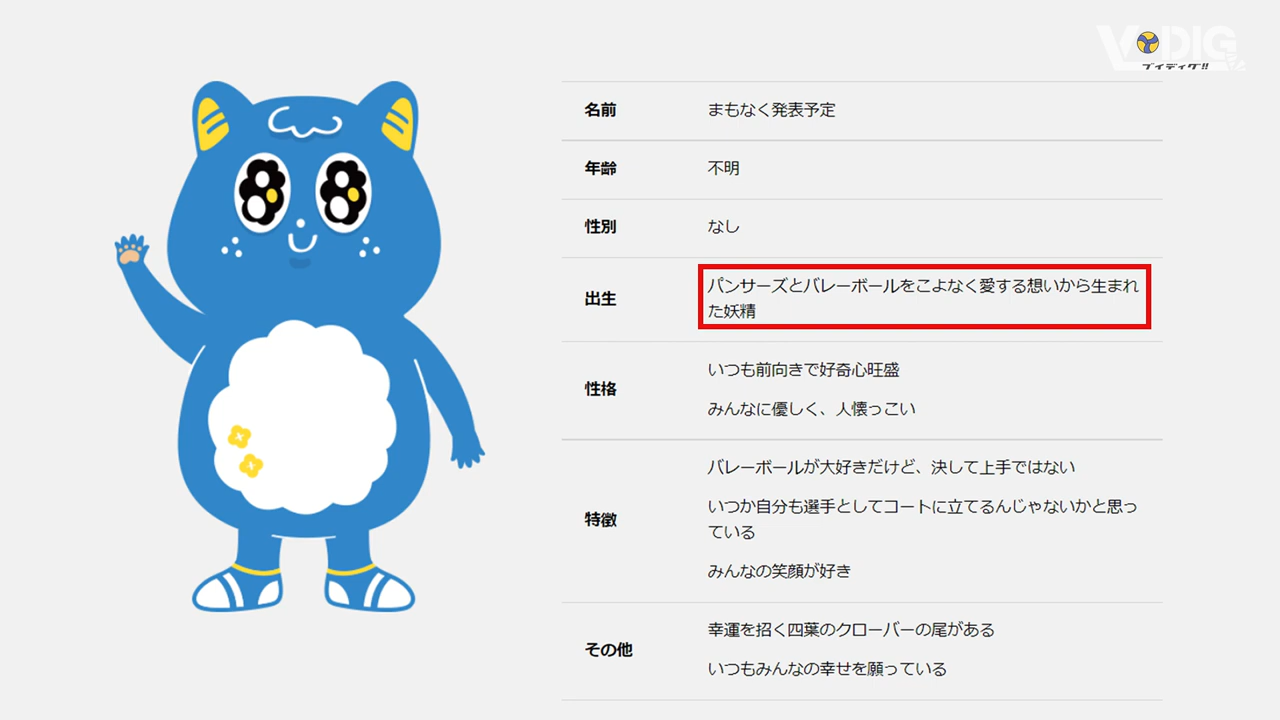 V DIG
ブイディグ!!
名前
まもなく発表予定
年齢
不明
性別
なし
出生
パンサーズとバレーボールをこよなく愛する想いから生まれ
た妖精
性格
いつも前向きで好奇心旺盛
みんなに優しく、人懐っこい
特徴
バレーボールが大好きだけど、決して上手ではない
いつか自分も選手としてコートに立てるんじゃないかと思っ
ている
みんなの笑顔が好き
その他
幸運を招く四葉のクローバーの尾がある
いつもみんなの幸せを願っている